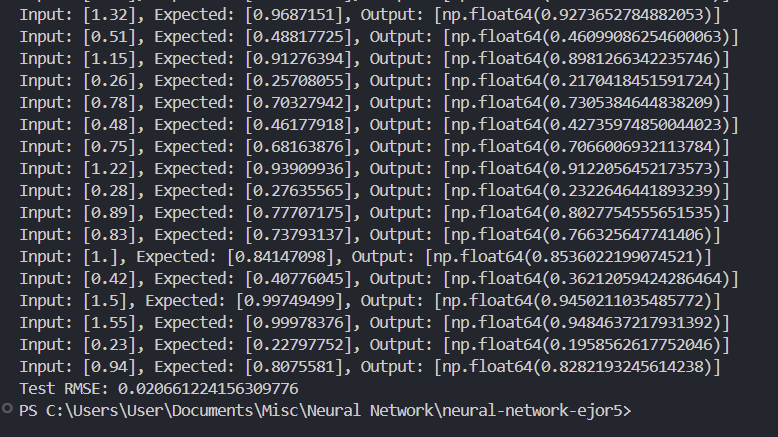 Input: [1.32], Expected: [0.9687151], Output: [np.float64(0.9273652784882053)]
Input: [0.51], Expected: [0.48817725], Output: [np.float64(0.46099086254600063)]
Input: [1.15], Expected: [0.91276394], Output: [np.float64(0.8981266342235746)]
Input: [0.26], Expected: [0.25708055], Output: [np.float64(0.2170418451591724)]
Input: [0.78], Expected: [0.70327942], Output: [np.float64(0.7305384644838209)]
Input: [0.48], Expected: [0.46177918], Output: [np.float64(0.42735974850044023)]
Input: [0.75], Expected: [0.68163876], Output: [np.float64(0.7066006932113784)]
Input: [1.22], Expected: [0.93909936], Output: [np.float64(0.9122056452173573)]
Input: [0.28], Expected: [0.27635565], Output: [np.float64(0.2322646441893239)]
Input: [0.89], Expected: [0.77707175], Output: [np.float64(0.8027754555651535)]
Input: [0.83], Expected: [0.73793137], Output: [np.float64(0.766325647741406)]
Input: [1.], Expected: [0.84147098], Output: [np.float64(0.8536022199074521)]
Input: [0.42], Expected: [0.40776045], Output: [np.float64(0.36212059424286464)]
Input: [1.5], Expected: [0.99749499], Output: [np.float64(0.9450211035485772)]
Input: [1.55], Expected: [0.99978376], Output: [np.float64(0.9484637217931392)]
Input: [0.23], Expected: [0.22797752], Output: [np.float64(0.1958562617752046)]
Input: [0.94], Expected: [0.8075581], Output: [np.float64(0.8282193245614238)]
Test RMSE: 0.020661224156309776
PS C:\Users\User\Documents\Misc\Neural Network\neural-network-ejor5>